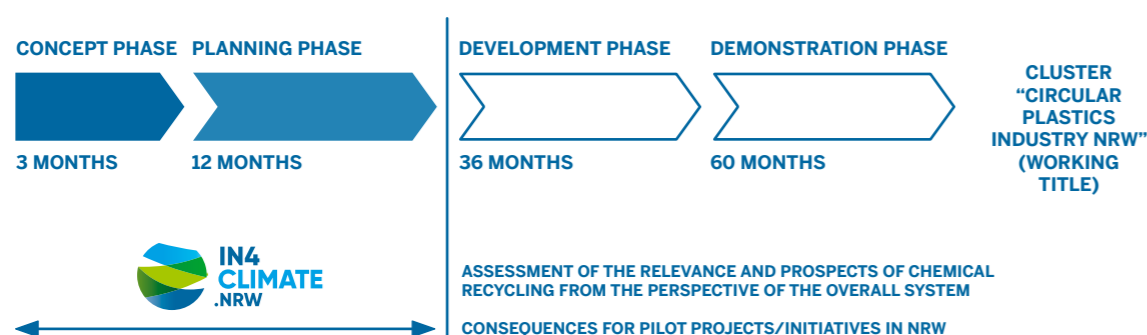 CONCEPT PHASE
PLANNING PHASE
DEVELOPMENT PHASE
DEMONSTRATION PHASE
3 MONTHS
12 MONTHS
36 MONTHS
60 MONTHS
CLUSTER
“CIRCULAR
PLASTICS
INDUSTRY NRW”
(WORKING
TITLE)
IN4
CLIMATE
.NRW
ASSESSMENT OF THE RELEVANCE AND PROSPECTS OF CHEMICAL
RECYCLING FROM THE PERSPECTIVE OF THE OVERALL SYSTEM
CONSEQUENCES FOR PILOT PROJECTS/INITIATIVES IN NRW